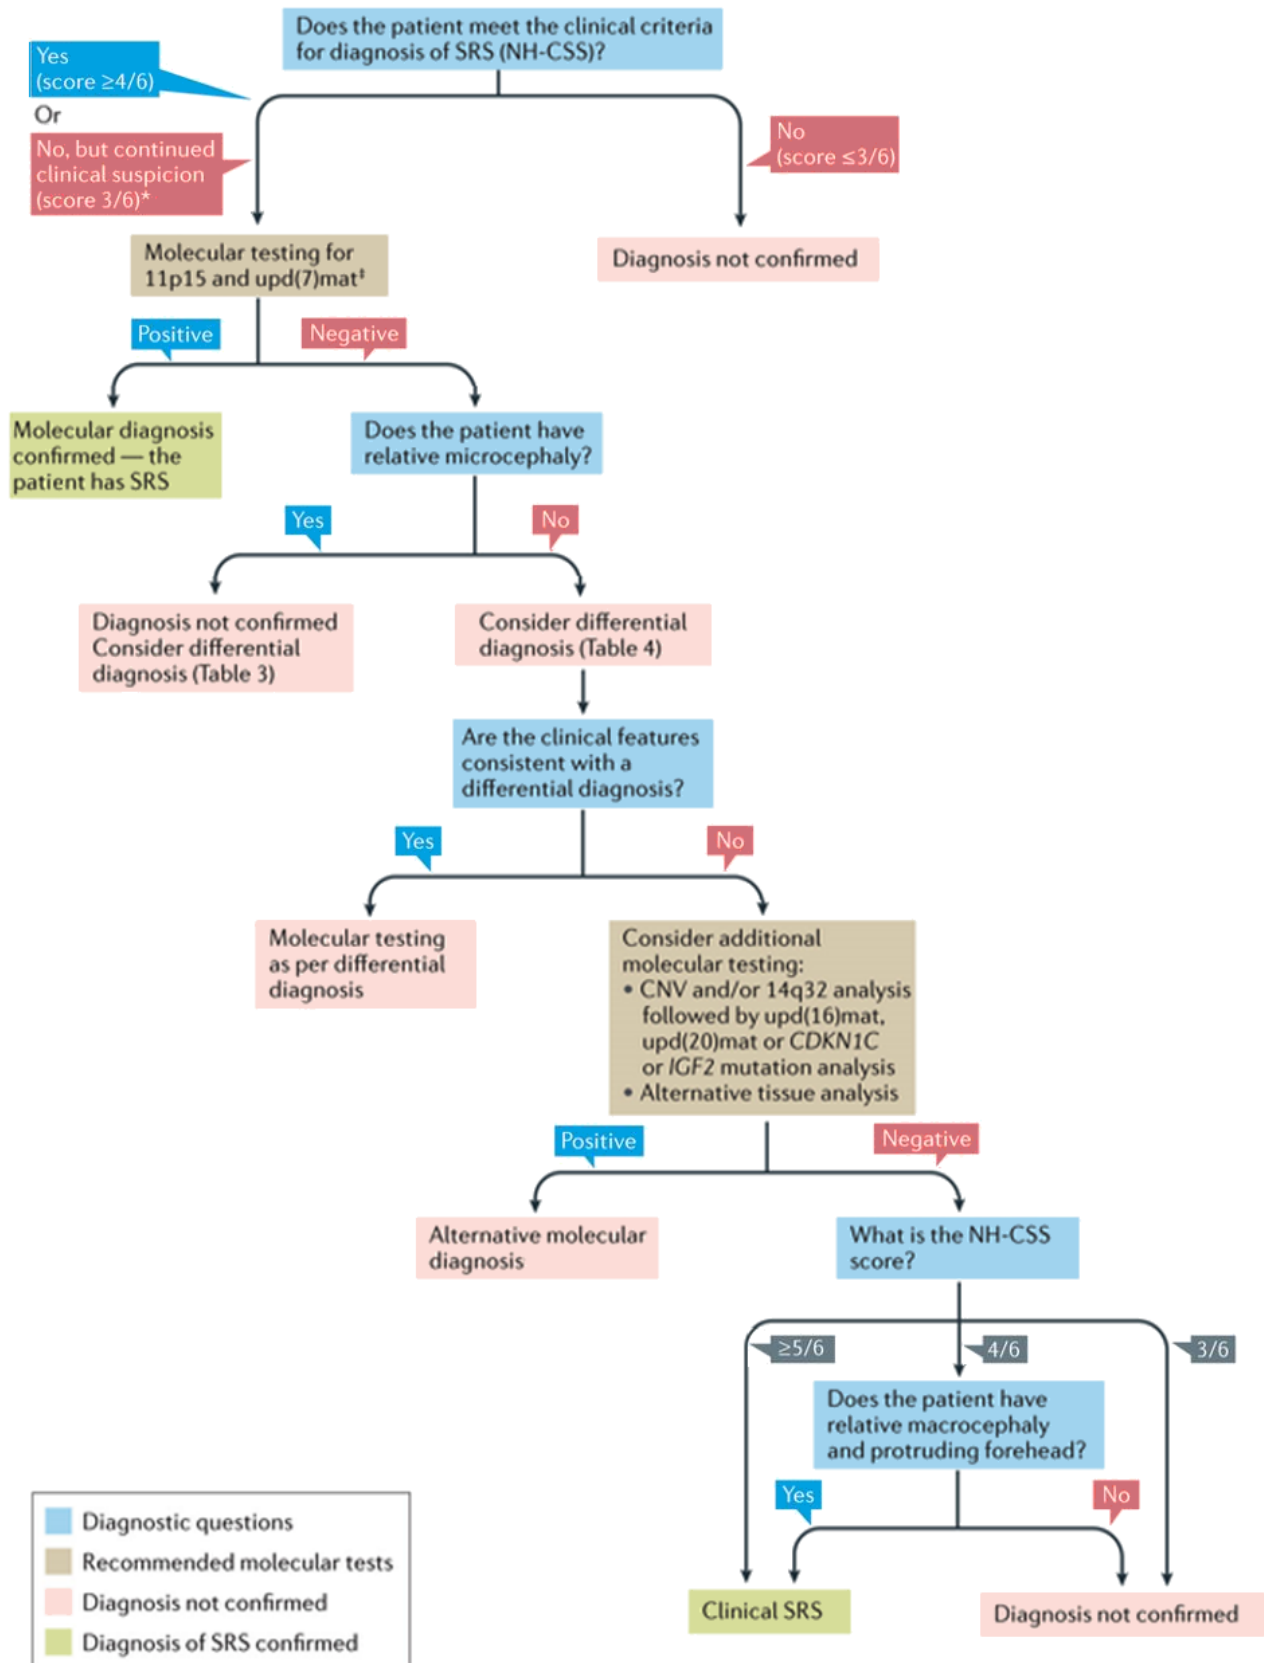 Does the patient meet the clinical criteria
for diagnosis of SRS (NH-CSS)?
Yes
(score ≥4/6)
Or
No, but continued
clinical suspicion
(score 3/6)*
No
(score ≤3/6)
Molecular testing for
11p15 and upd(7)mat‡
Diagnosis not confirmed
Positive
Negative
Molecular diagnosis
confirmed — the
patient has SRS
Does the patient have
relative microcephaly?
Yes
No
Diagnosis not confirmed
Consider differential
diagnosis (Table 3)
Consider differential
diagnosis (Table 4)
Are the clinical features
consistent with a
differential diagnosis?
Yes
No
Molecular testing
as per differential
diagnosis
Consider additional
molecular testing:
• CNV and/or 14q32 analysis
followed by upd(16)mat,
upd(20)mat or CDKN1C
or IGF2 mutation analysis
• Alternative tissue analysis
Positive
Negative
Alternative molecular
diagnosis
What is the NH-CSS
score?
≥5/6
4/6
3/6
Does the patient have
relative macrocephaly
and protruding forehead?
Yes
No
Clinical SRS
Diagnosis not confirmed
Diagnostic questions
Recommended molecular tests
Diagnosis not confirmed
Diagnosis of SRS confirmed